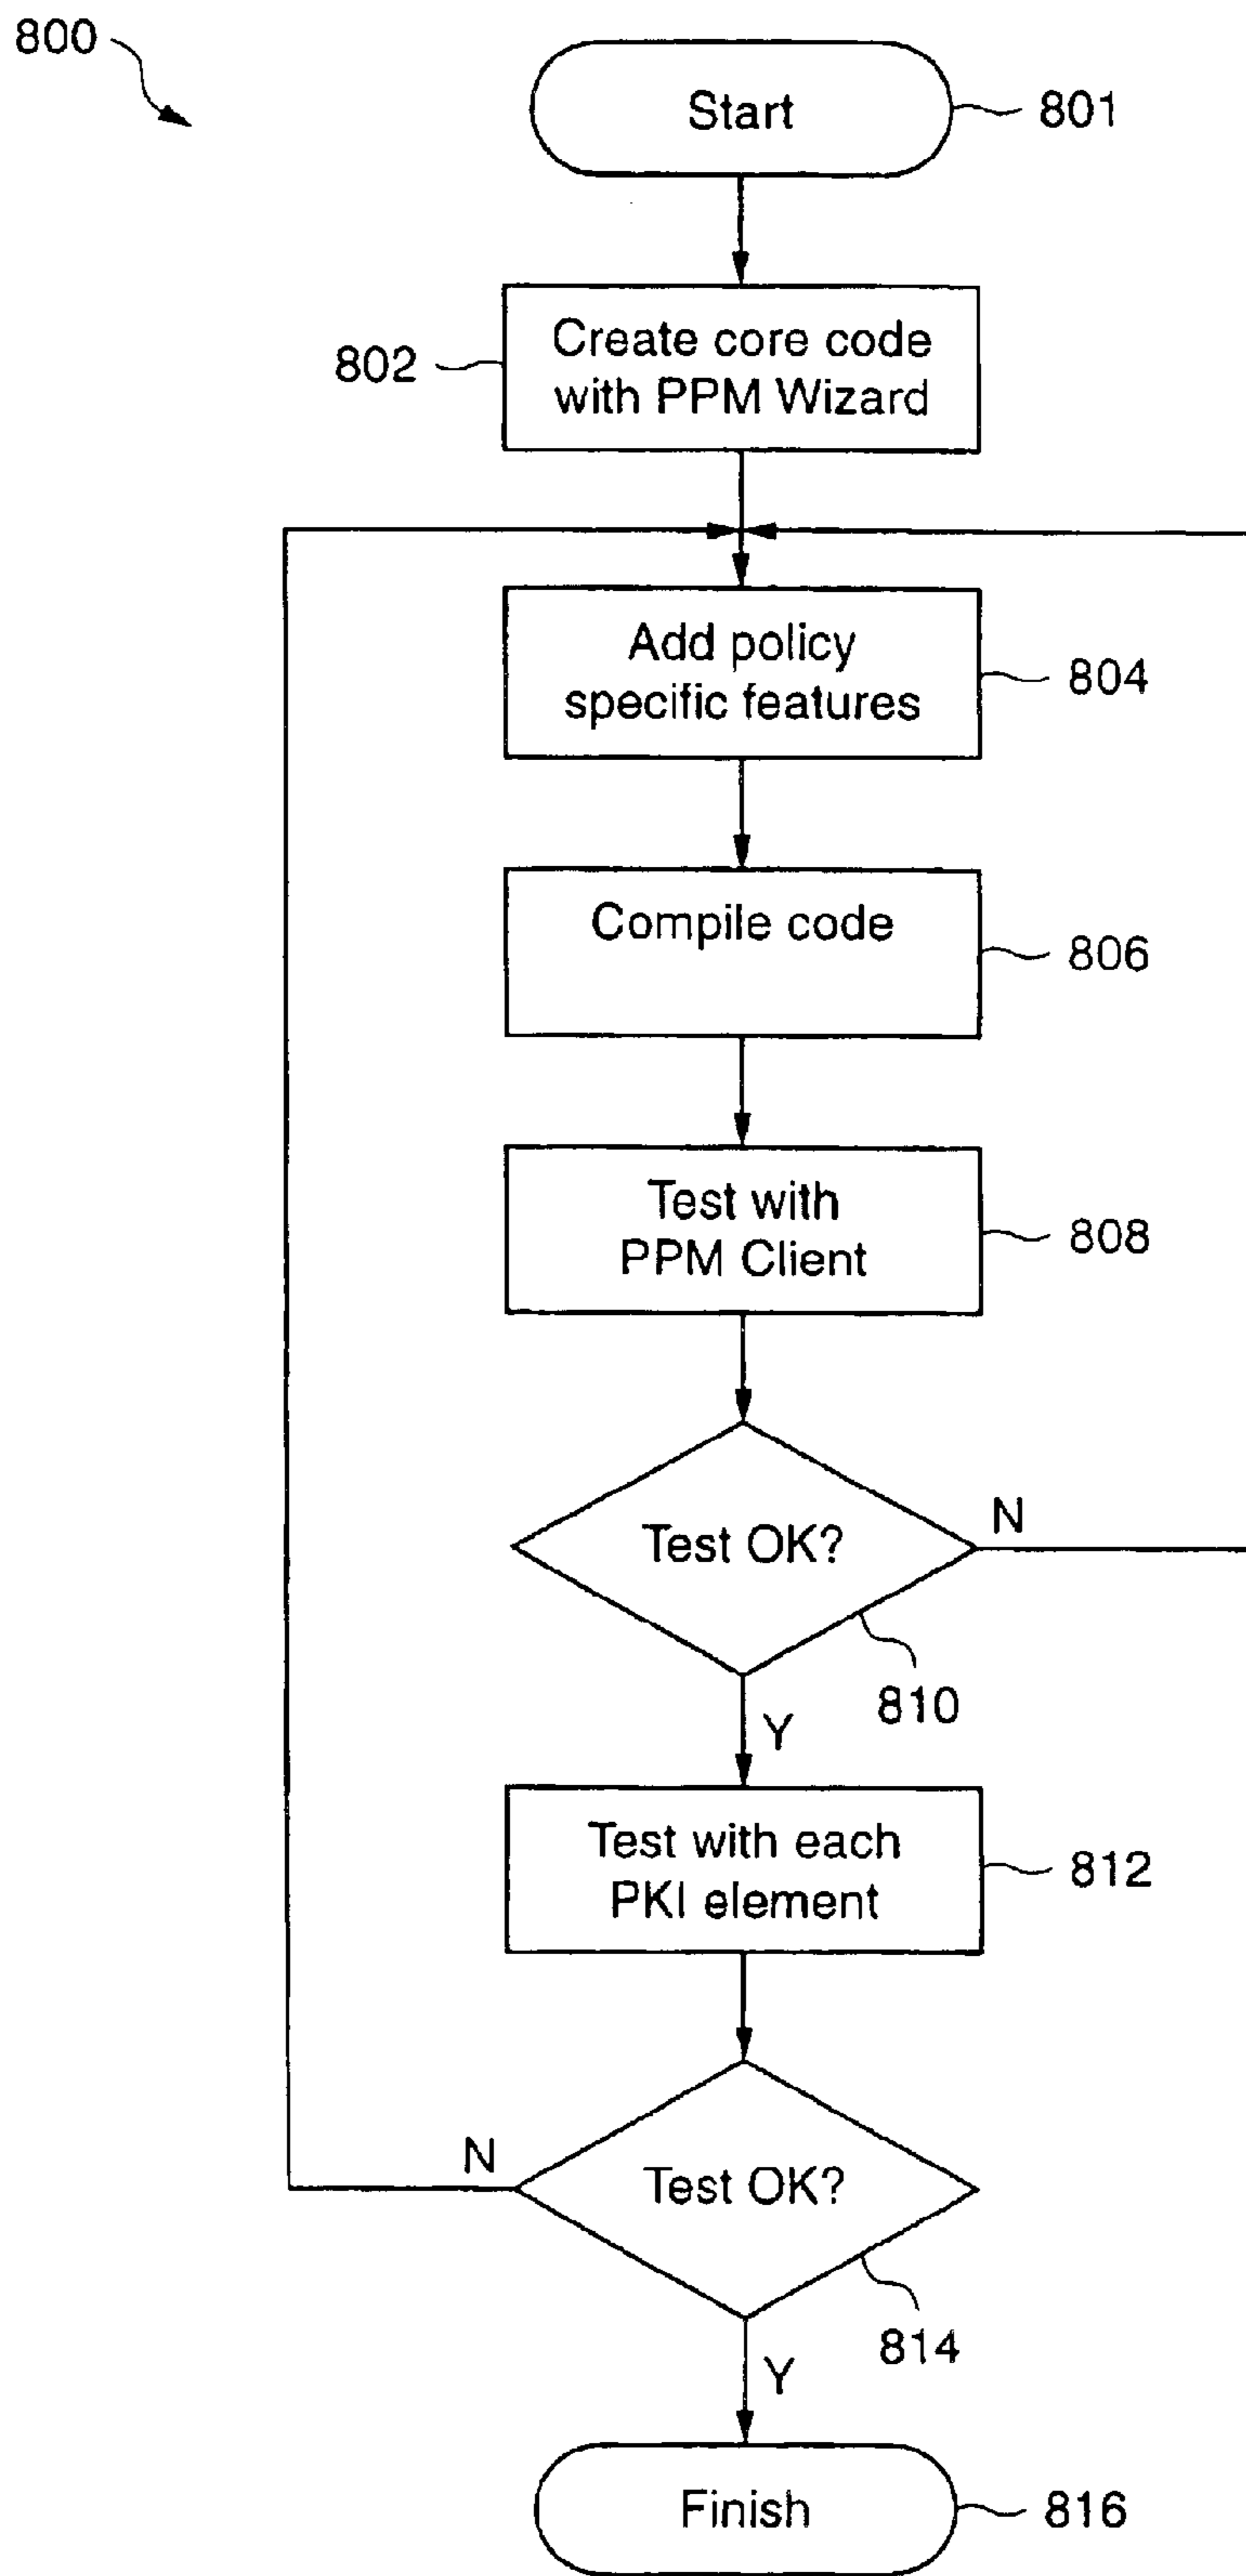 800
Start
801
802
Create core code
with PPM Wizard
Add policy
specific features
804
Compile code
806
Test with
PPM Client
808
Test OK?
N
810
Y
Test with each
PKI element
812
N
Test OK?
814
Y
Finish
816